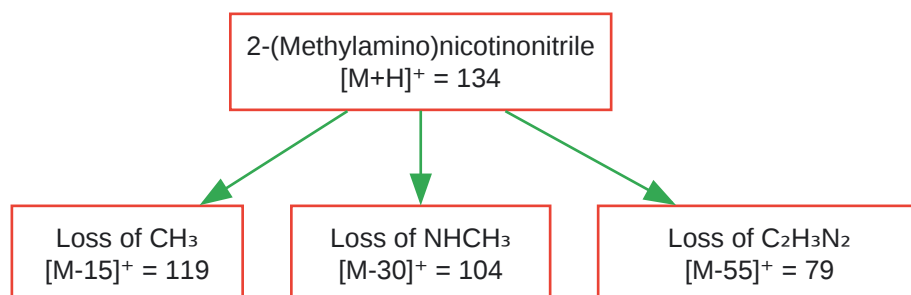 2-(Methylamino)nicotinonitrile
[M+H]⁺ = 134
Loss of CH₃
[M-15]⁺ = 119
Loss of NHCH₃
[M-30]⁺ = 104
Loss of C₂H₃N₂
[M-55]⁺ = 79